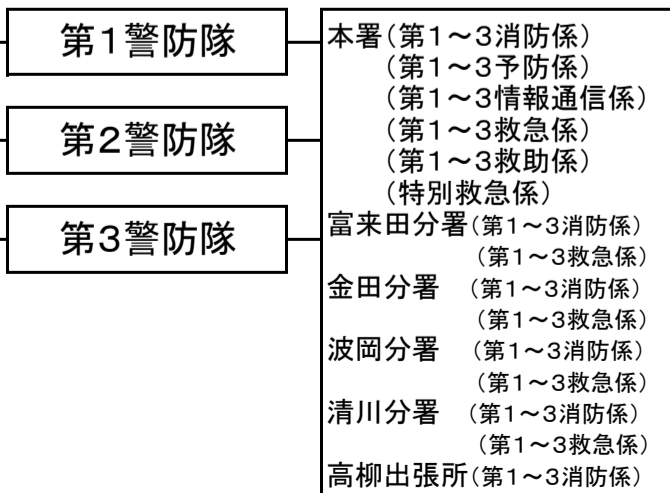 第1警防隊
第2警防隊
第3警防隊
本署(第1～3消防係)
(第1～3予防係)
(第1～3情報通信係)
(第1～3救急係)
(第1～3救助係)
(特別救急係)
富来田分署(第1～3消防係)
(第1～3救急係)
金田分署 (第1～3消防係)
(第1～3救急係)
波岡分署 (第1～3消防係)
(第1～3救急係)
清川分署 (第1～3消防係)
(第1～3救急係)
高柳出張所(第1～3消防係)